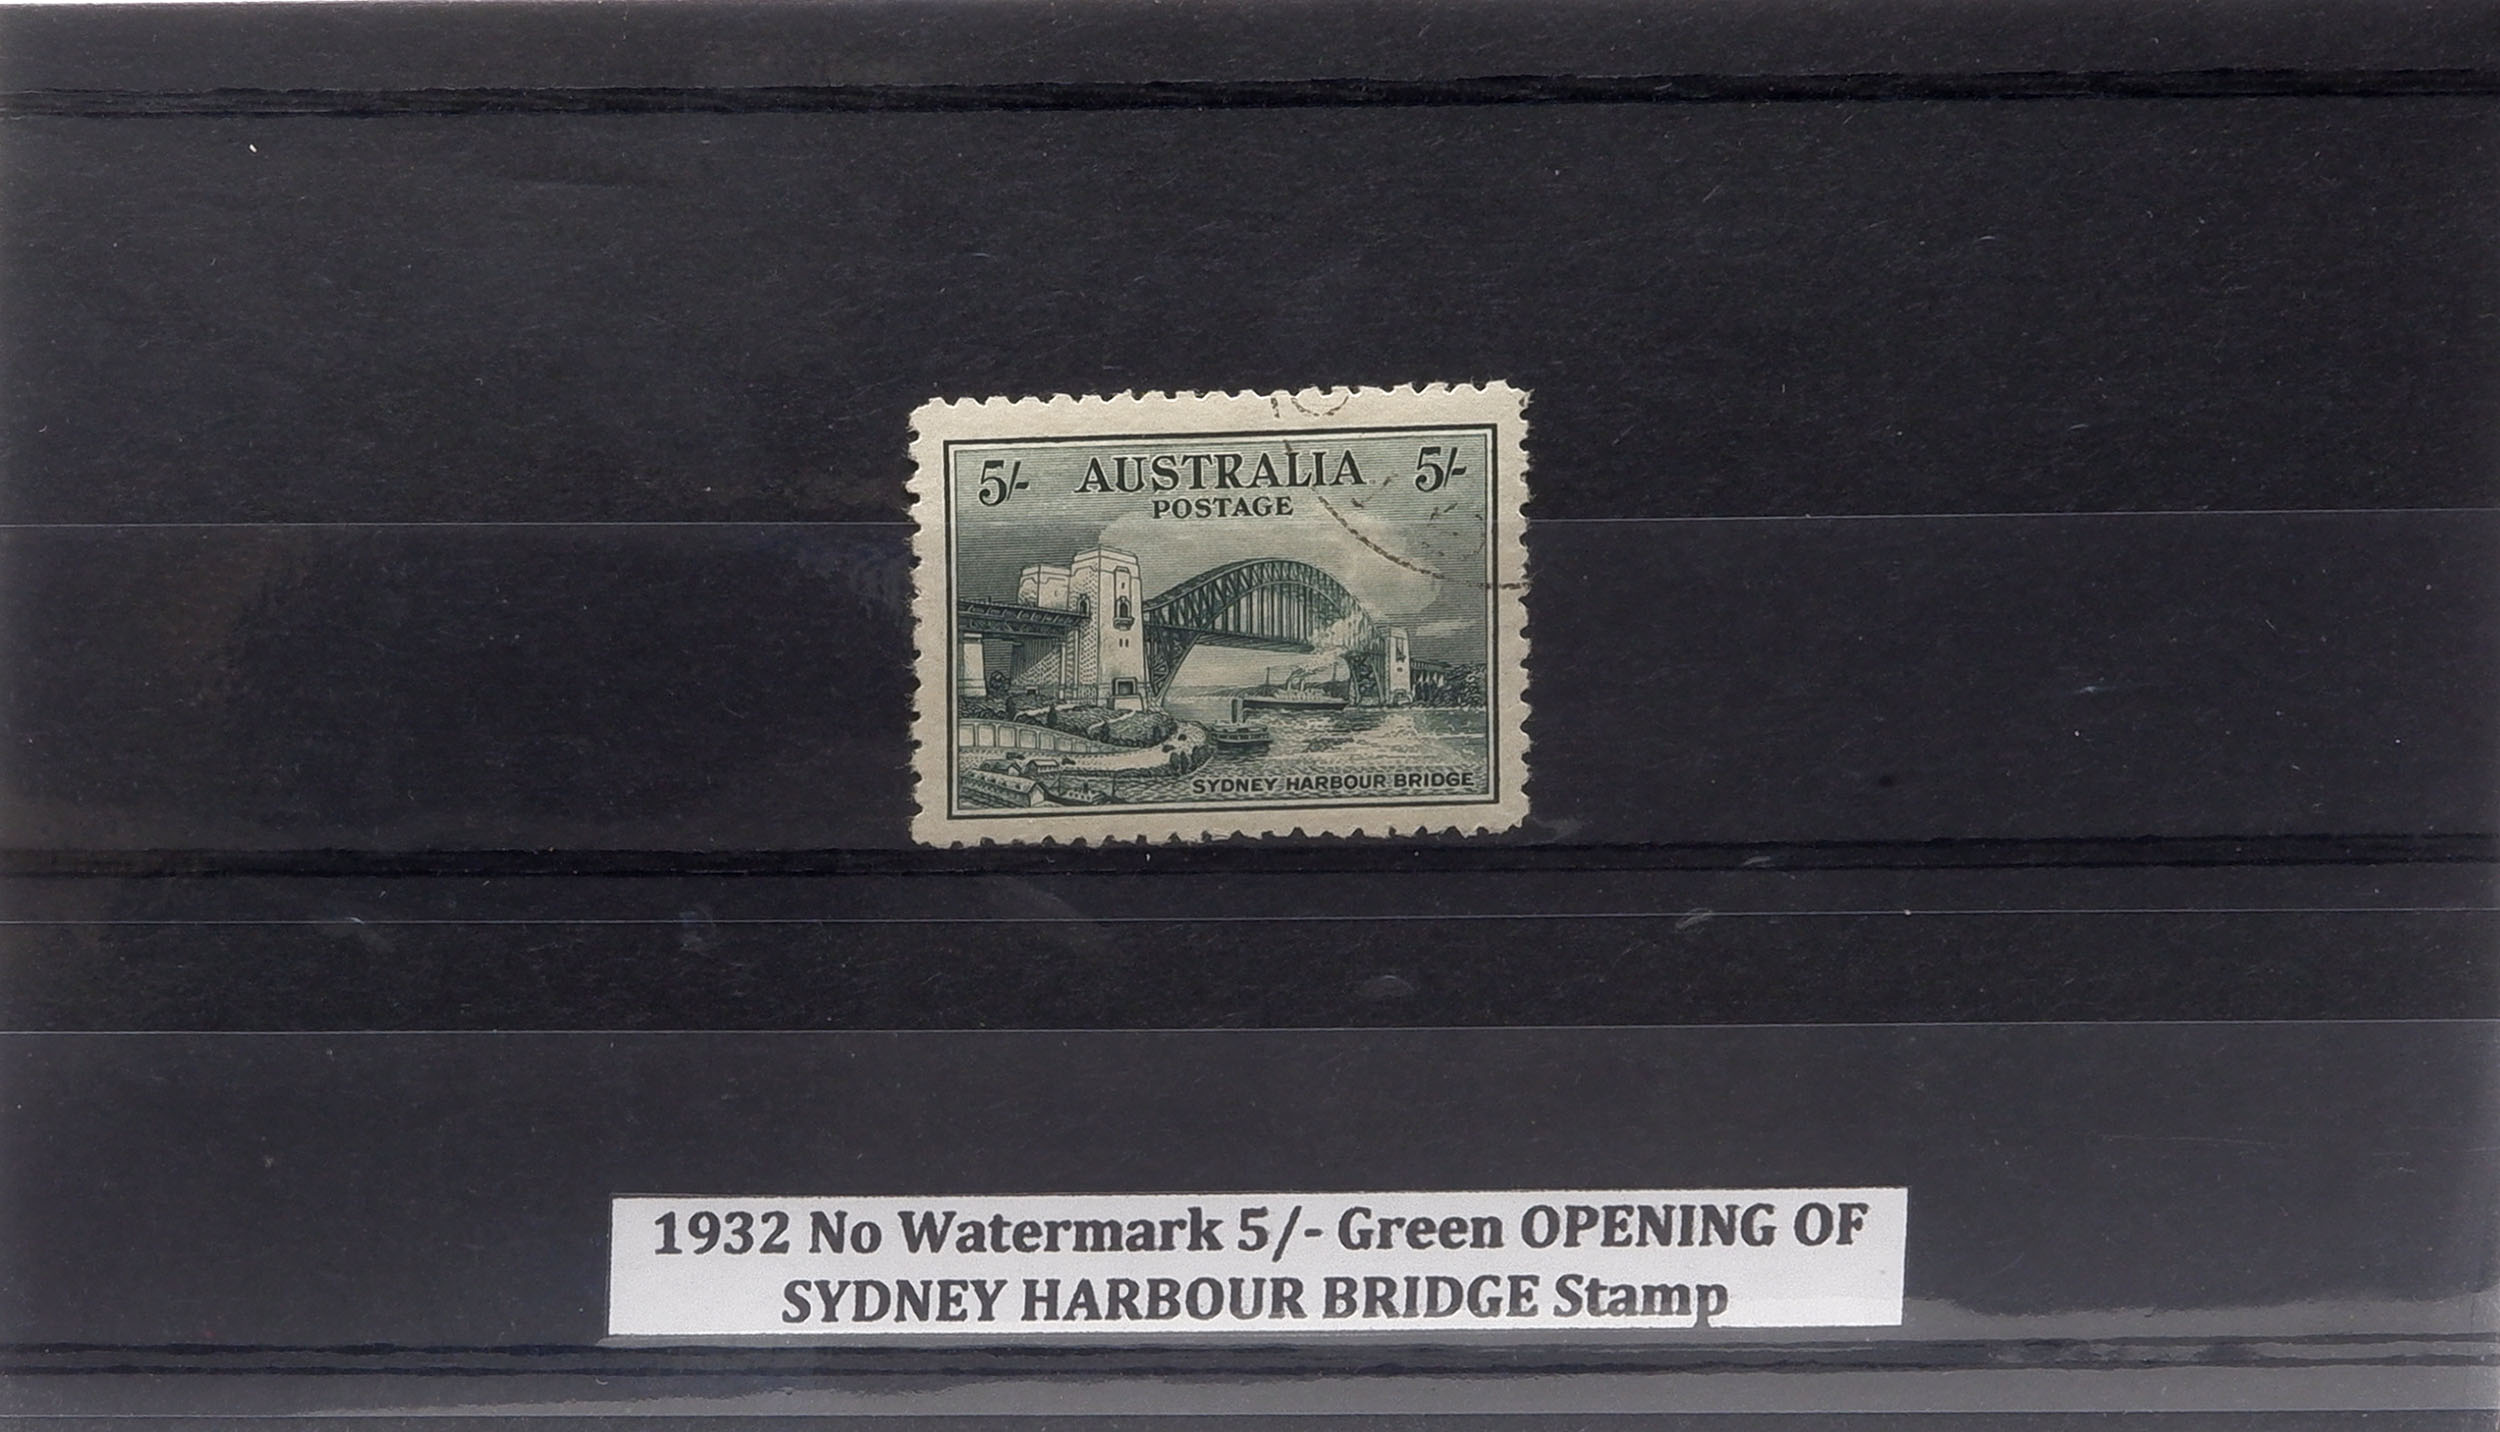 5/- AUSTRALIA 5/-
POSTAGE
SYDNEY HARBOUR BRIDGE
1932 No Watermark 5/- Green OPENING OF
SYDNEY HARBOUR BRIDGE Stamp